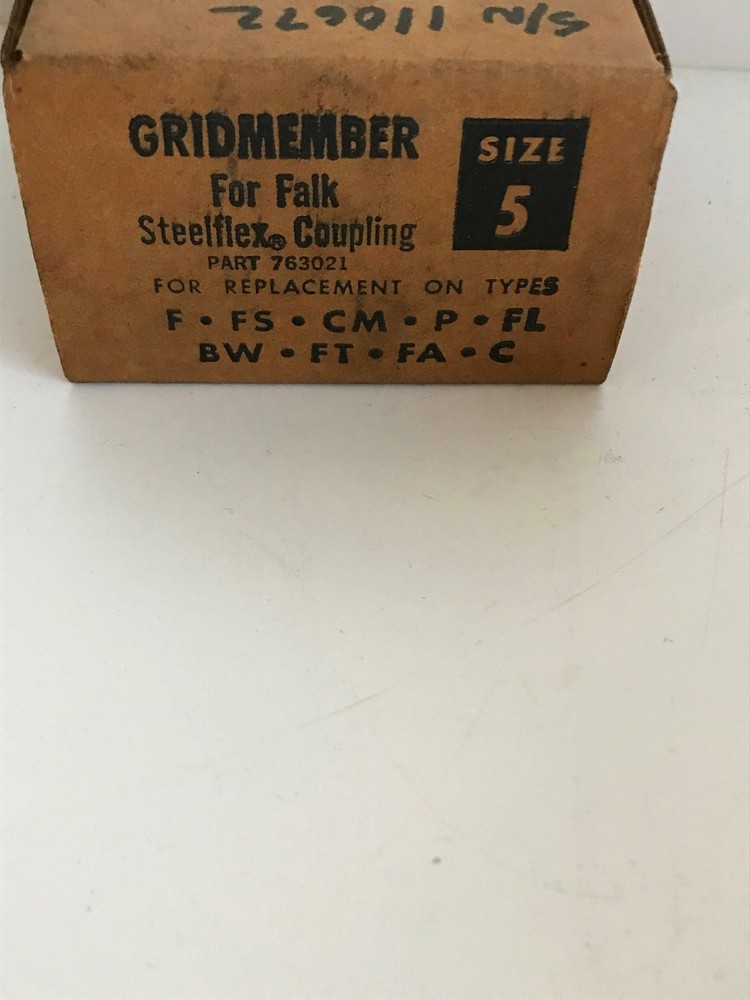 S/N 110672
GRIDMEMBER
For Falk
Steelflex® Coupling
PART 763021
SIZE
5
FOR REPLACEMENT ON TYPES
F • FS • CM • P • FL
BW • FT • FA • C